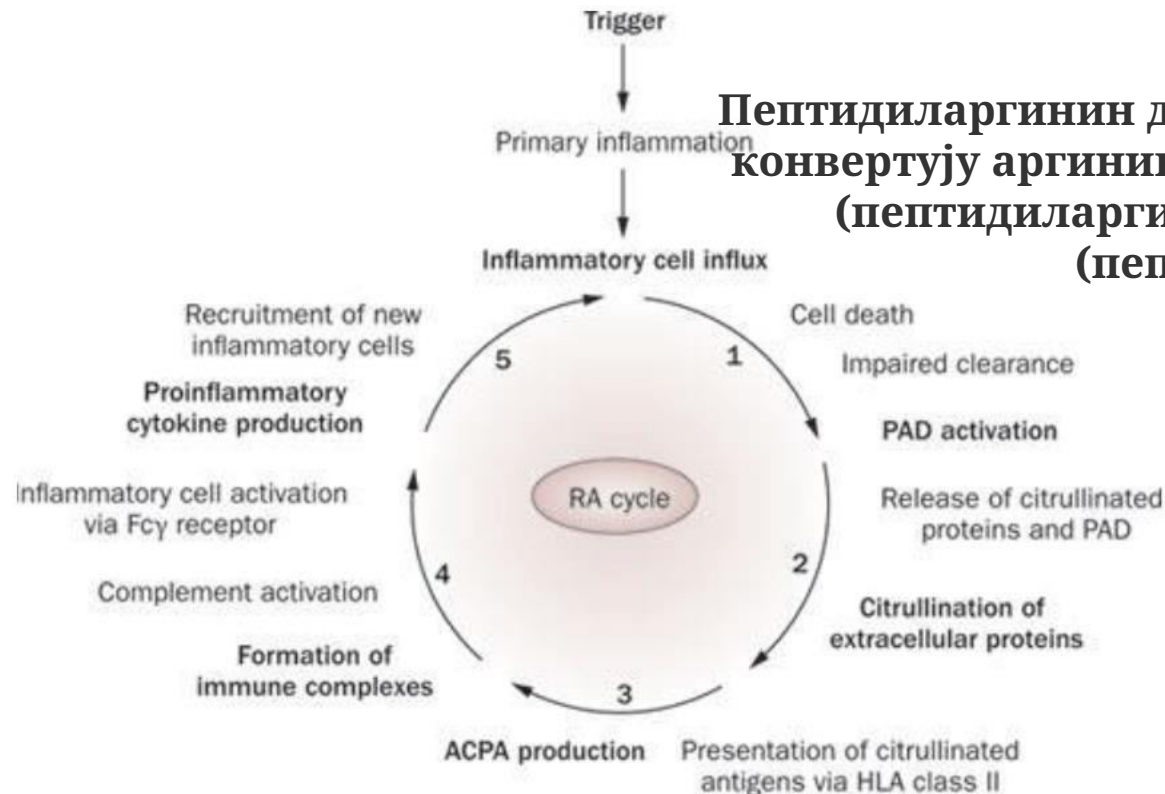 Trigger
Primary inflammation
Пептидиларгинин
конвертују
(пептидиларги
(пеп
Inflammatory cell influx
Cell death
Impaired clearance
PAD activation
Release of citrullinated
proteins and PAD
Citrullination of
extracellular proteins
Presentation of citrullinated
antigens via HLA class II
ACPA production
Formation of
immune complexes
Complement activation
Inflammatory cell activation
via Fcγ receptor
Proinflammatory
cytokine production
Recruitment of new
inflammatory cells
RA cycle
1
2
3
4
5